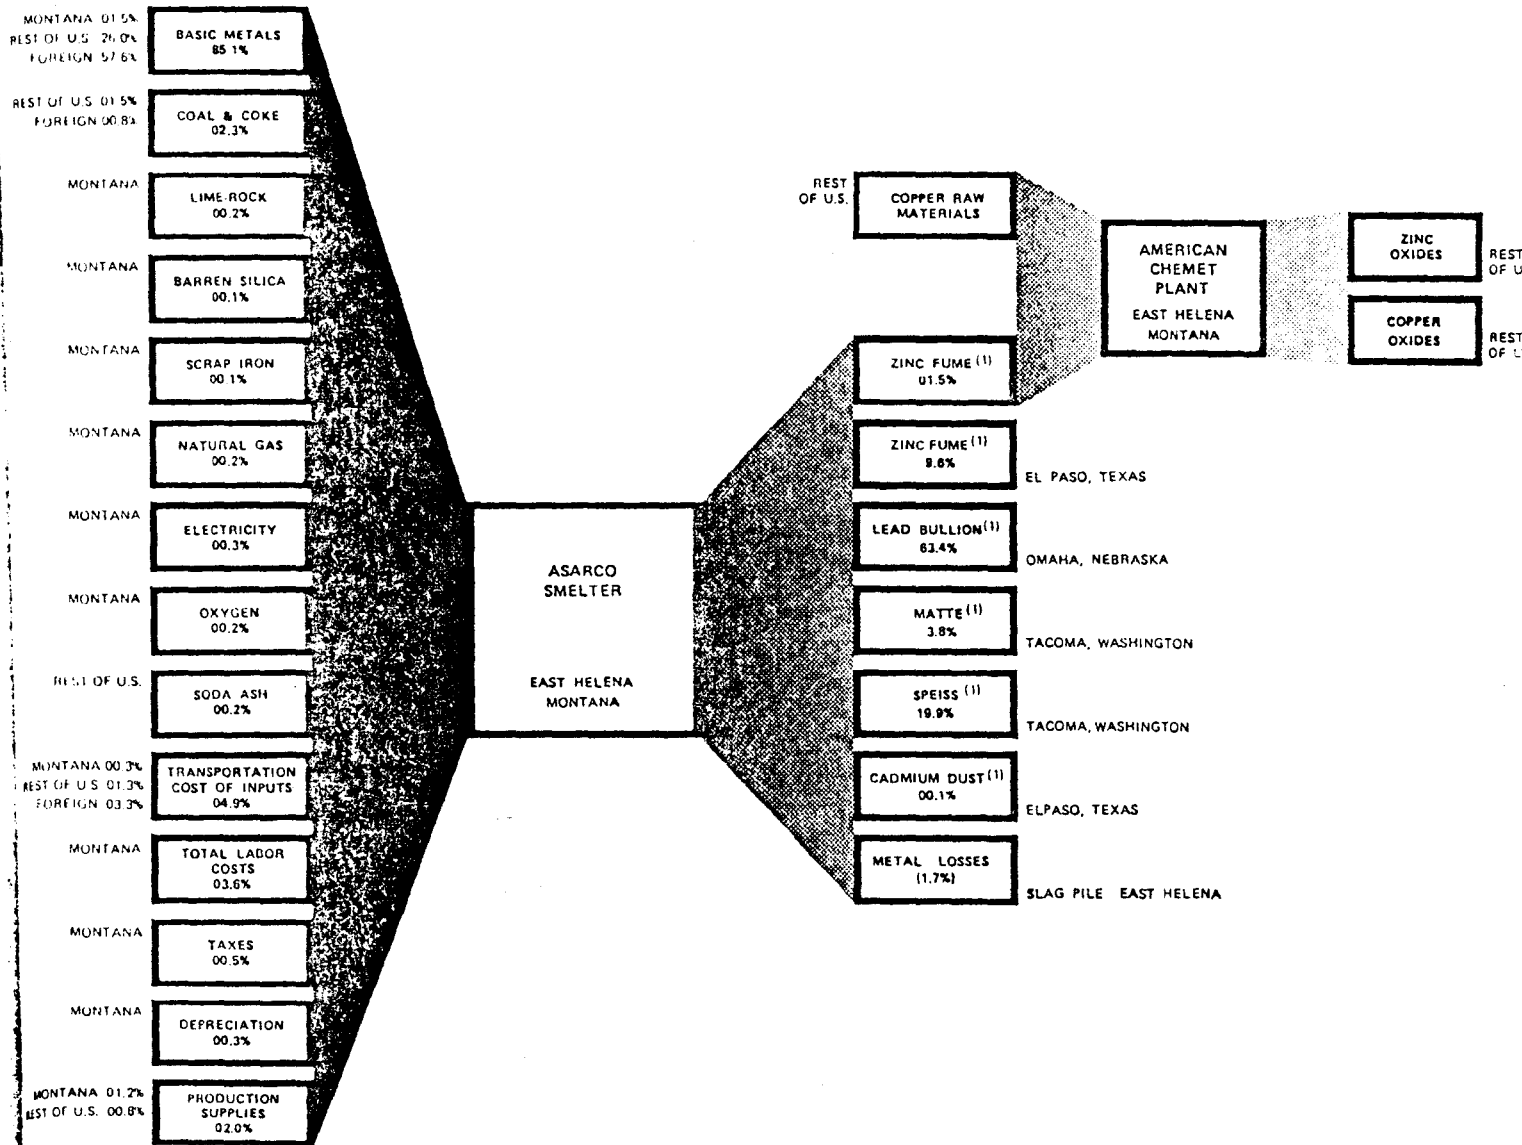 MONTANA 01.5%
REST OF U.S. 26.0%
FOREIGN 57.6%
BASIC METALS
85.1%
REST OF U.S. 01.5%
FOREIGN 00.8%
COAL & COKE
02.3%
MONTANA
LIME-ROCK
00.2%
MONTANA
BARREN SILICA
00.1%
MONTANA
SCRAP IRON
00.1%
MONTANA
NATURAL GAS
00.2%
MONTANA
ELECTRICITY
00.3%
MONTANA
OXYGEN
00.2%
REST OF U.S.
SODA ASH
00.2%
MONTANA 00.3%
REST OF U.S. 01.3%
FOREIGN 03.3%
TRANSPORTATION
COST OF INPUTS
04.9%
MONTANA
TOTAL LABOR
COSTS
03.6%
MONTANA
TAXES
00.5%
MONTANA
DEPRECIATION
00.3%
MONTANA 01.2%
REST OF U.S. 00.8%
PRODUCTION
SUPPLIES
02.0%
ASARCO
SMELTER
EAST HELENA
MONTANA
REST
OF U.S.
COPPER RAW
MATERIALS
ZINC FUME (1)
01.5%
ZINC FUME (1)
9.6%
EL PASO, TEXAS
LEAD BULLION (1)
63.4%
OMAHA, NEBRASKA
MATTE (1)
3.8%
TACOMA, WASHINGTON
SPEISS (1)
19.9%
TACOMA, WASHINGTON
CADMIUM DUST (1)
00.1%
ELPASO, TEXAS
METAL LOSSES
(1.7%)
SLAG PILE EAST HELENA
AMERICAN
CHEMET
PLANT
EAST HELENA
MONTANA
ZINC
OXIDES
REST
OF U
COPPER
OXIDES
REST
OF